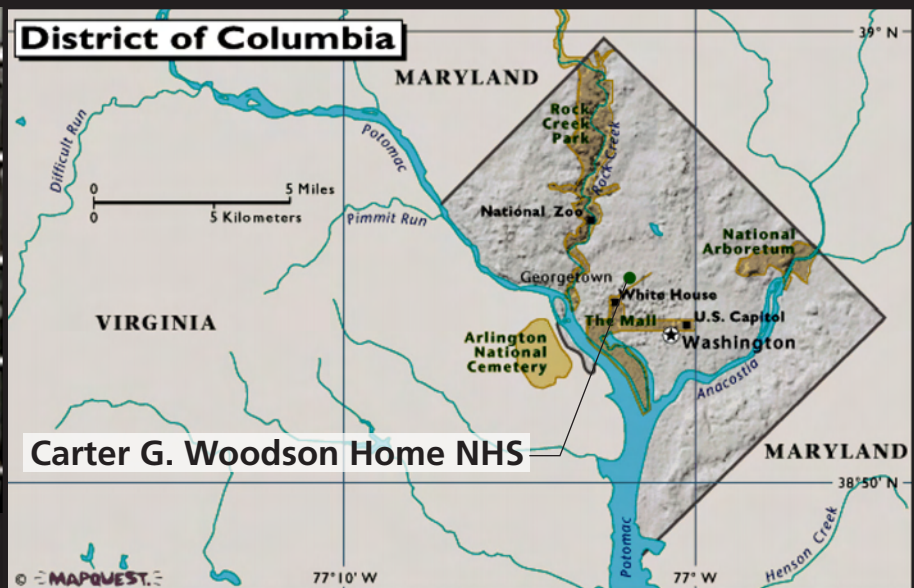 District of Columbia
39° N
MARYLAND
Rock
Creek
Park
Potomac
Rock Creek
Difficult Run
0
5 Miles
0
5 Kilometers
Pimmit Run
National Zoo
National
Arboretum
Georgetown
White House
The Mall
U.S. Capitol
Washington
VIRGINIA
Arlington
National
Cemetery
Anacostia
Carter G. Woodson Home NHS
MARYLAND
38°50' N
Potomac
Henson Creek
© MAPQUEST.
77°10' W
77° W